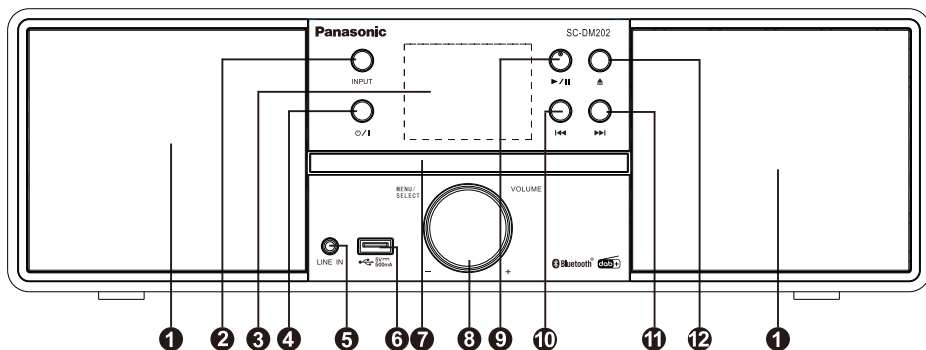 Panasonic SC-DM202
INPUT
⏻/I
▶/II ⏏
I◀◀ ▶▶I
MENU/ VOLUME
SELECT
LINE IN
5V
500mA
− +
Bluetooth® dab+
1 2 3 4 5 6 7 8 9 10 11 12 1